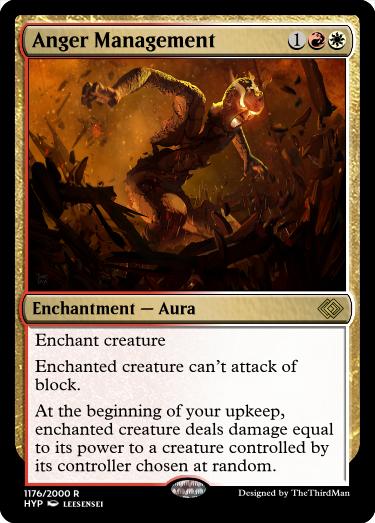 Anger Management 1
Enchantment — Aura
Enchant creature
Enchanted creature can't attack of
block.
At the beginning of your upkeep,
enchanted creature deals damage equal
to its power to a creature controlled by
its controller chosen at random.
1176/2000 R
HYP LEESENSEI
Designed by TheThirdMan